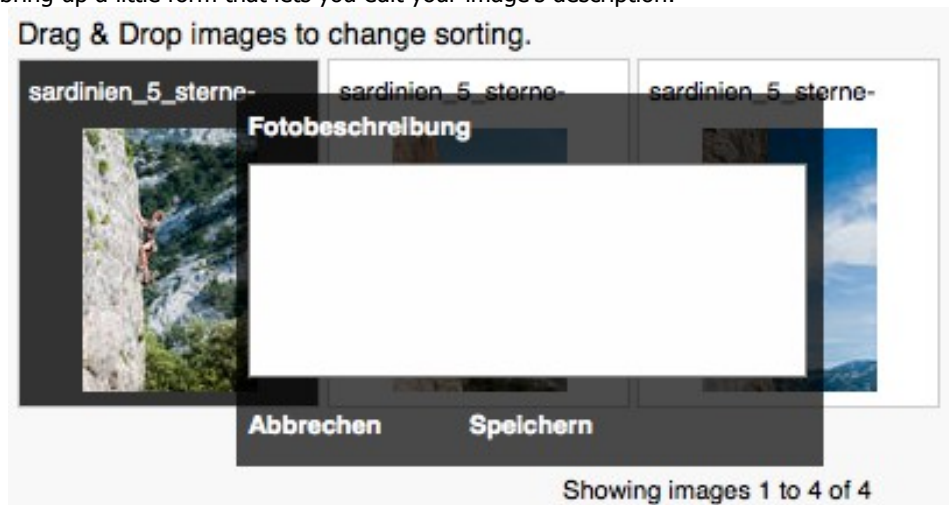 bring up a little form that lets you edit your image's description.
Drag & Drop images to change sorting.
sardinien_5_sterne-
sardinien_5_sterne-
sardinien_5_sterne-
Fotobeschreibung
Abbrechen
Speichern
Showing images 1 to 4 of 4